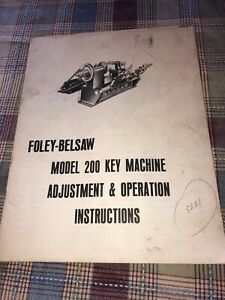 FOLEY-BELSAW
MODEL 200 KEY MACHINE
ADJUSTMENT & OPERATION
INSTRUCTIONS